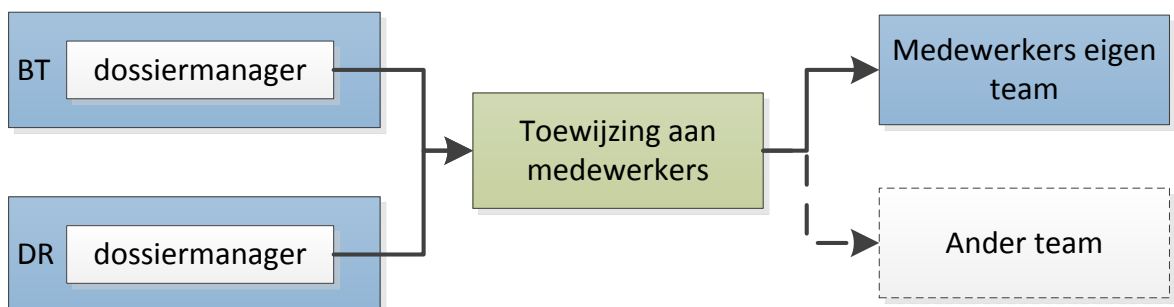 BT
dossiermanager
DR
dossiermanager
Toewijzing aan
medewerkers
Medewerkers eigen
team
Ander team